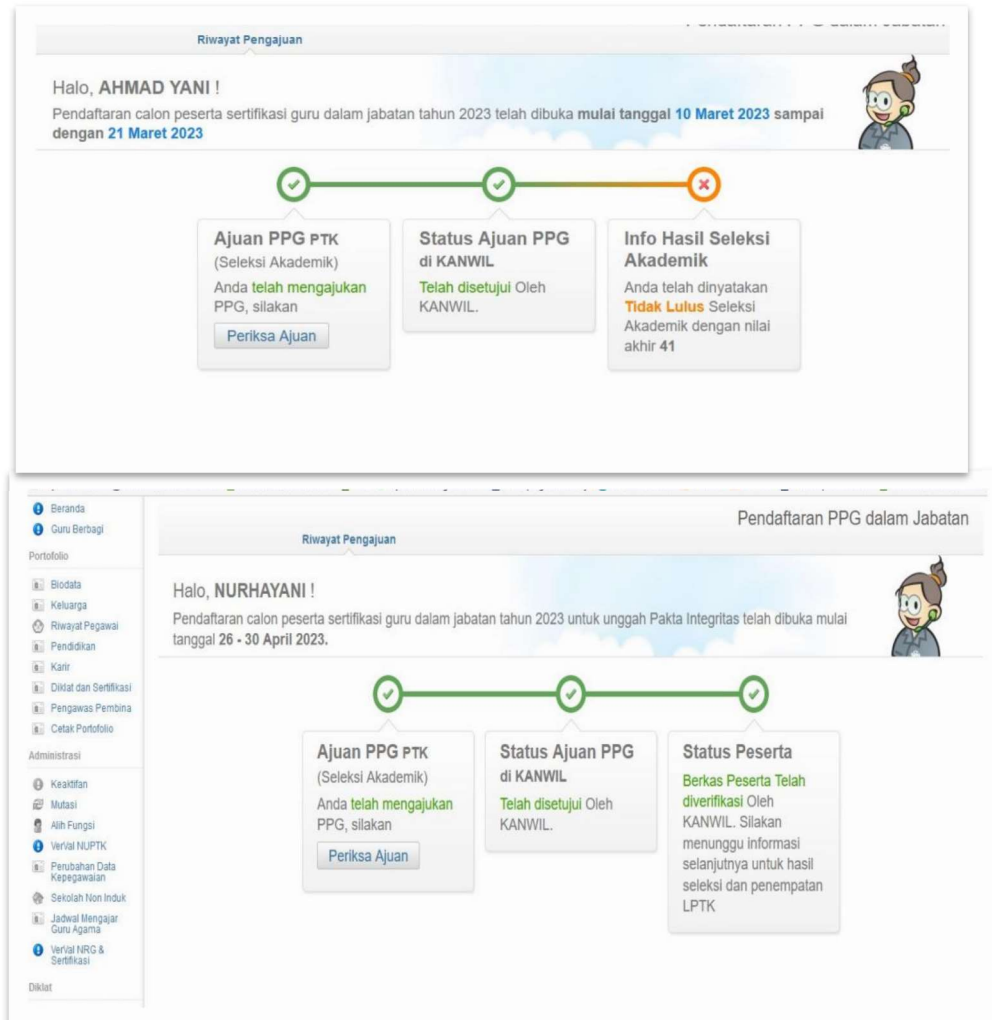 Pendaftaran PPG dalam Jabatan
Riwayat Pengajuan
Halo, AHMAD YANI !
Pendaftaran calon peserta sertifikasi guru dalam jabatan tahun 2023 telah dibuka mulai tanggal 10 Maret 2023 sampai
dengan 21 Maret 2023
Ajuan PPG PTK
(Seleksi Akademik)
Anda telah mengajukan
PPG, silakan
Periksa Ajuan
Status Ajuan PPG
di KANWIL
Telah disetujui Oleh
KANWIL.
Info Hasil Seleksi
Akademik
Anda telah dinyatakan
Tidak Lulus Seleksi
Akademik dengan nilai
akhir 41
Beranda
Guru Berbagi
Portofolio
Biodata
Keluarga
Riwayat Pegawai
Pendidikan
Karir
Diklat dan Sertifikasi
Pengawas Pembina
Cetak Portofolio
Administrasi
Keaktifan
Mutasi
Alih Fungsi
VerVal NUPTK
Perubahan Data
Kepegawaian
Sekolah Non Induk
Jadwal Mengajar
Guru Agama
VerVal NRG &
Sertifikasi
Diklat
Pendaftaran PPG dalam Jabatan
Riwayat Pengajuan
Halo, NURHAYANI !
Pendaftaran calon peserta sertifikasi guru dalam jabatan tahun 2023 untuk unggah Pakta Integritas telah dibuka mulai
tanggal 26 - 30 April 2023.
Ajuan PPG PTK
(Seleksi Akademik)
Anda telah mengajukan
PPG, silakan
Periksa Ajuan
Status Ajuan PPG
di KANWIL
Telah disetujui Oleh
KANWIL.
Status Peserta
Berkas Peserta Telah
diverifikasi Oleh
KANWIL. Silakan
menunggu informasi
selanjutnya untuk hasil
seleksi dan penempatan
LPTK